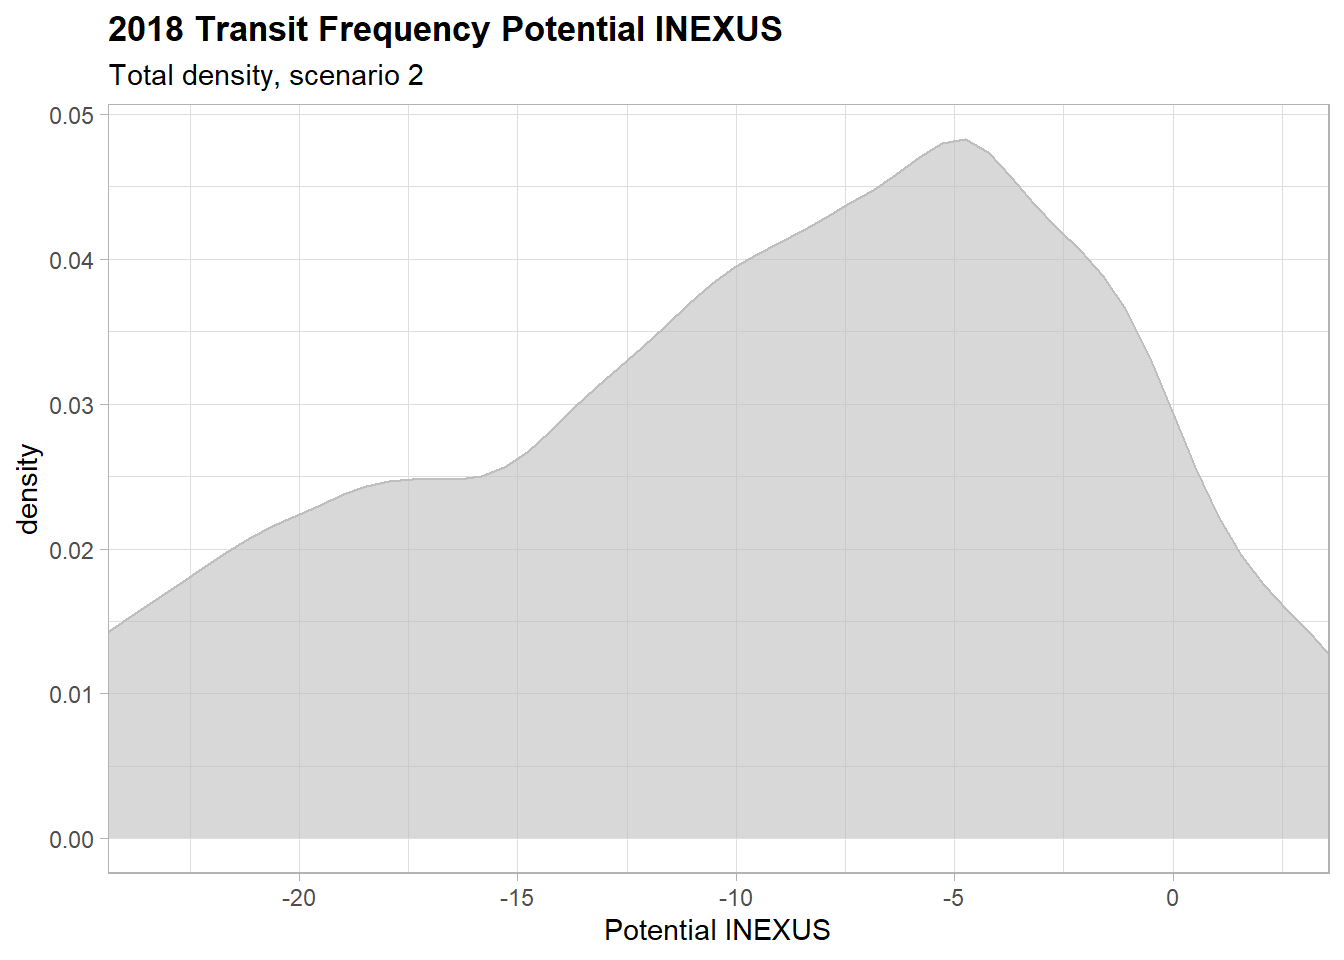 2018 Transit Frequency Potential INEXUS
Total density, scenario 2
0.05
0.04
0.03
0.02
0.01
0.00
density
-20 -15 -10 -5 0
Potential INEXUS